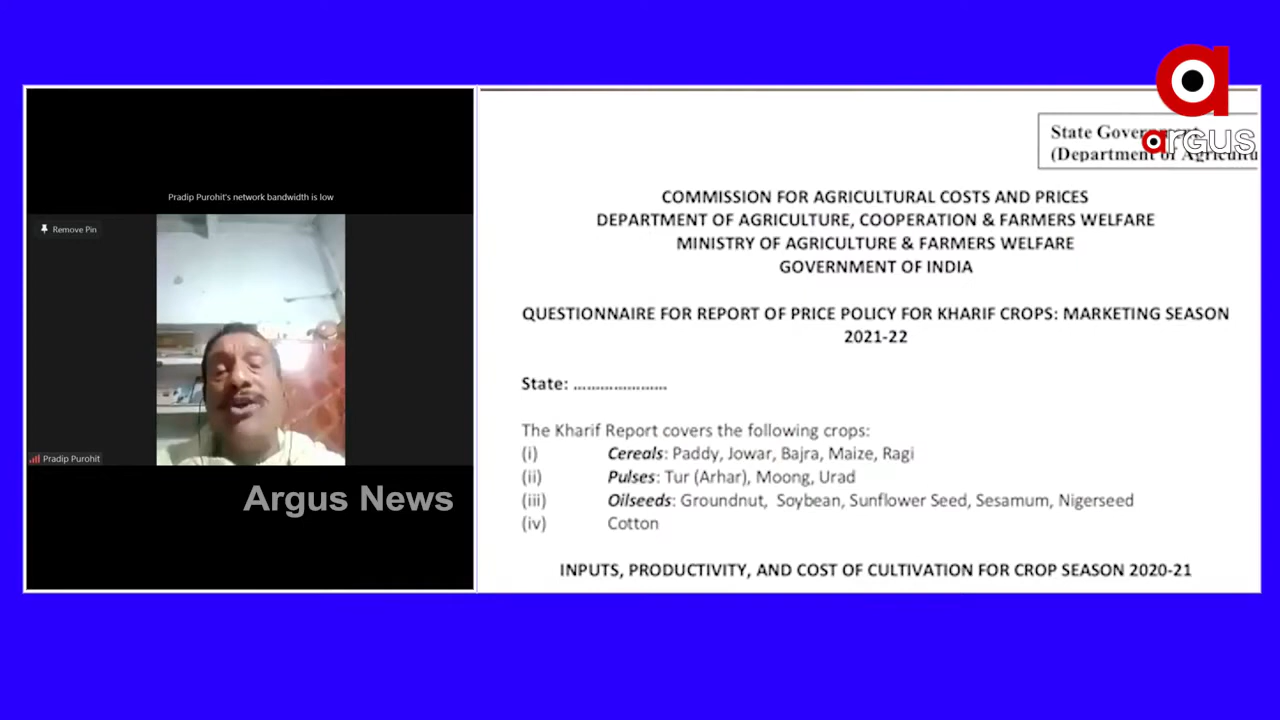 Pradip Purohit's network bandwidth is low
Remove Pin
Pradip Purohit
Argus News
a
argus
State Government
(Department of Agricultu
COMMISSION FOR AGRICULTURAL COSTS AND PRICES
DEPARTMENT OF AGRICULTURE, COOPERATION & FARMERS WELFARE
MINISTRY OF AGRICULTURE & FARMERS WELFARE
GOVERNMENT OF INDIA
QUESTIONNAIRE FOR REPORT OF PRICE POLICY FOR KHARIF CROPS: MARKETING SEASON
2021-22
State: .....................
The Kharif Report covers the following crops:
(i) Cereals: Paddy, Jowar, Bajra, Maize, Ragi
(ii) Pulses: Tur (Arhar), Moong, Urad
(iii) Oilseeds: Groundnut, Soybean, Sunflower Seed, Sesamum, Nigerseed
(iv) Cotton
INPUTS, PRODUCTIVITY, AND COST OF CULTIVATION FOR CROP SEASON 2020-21